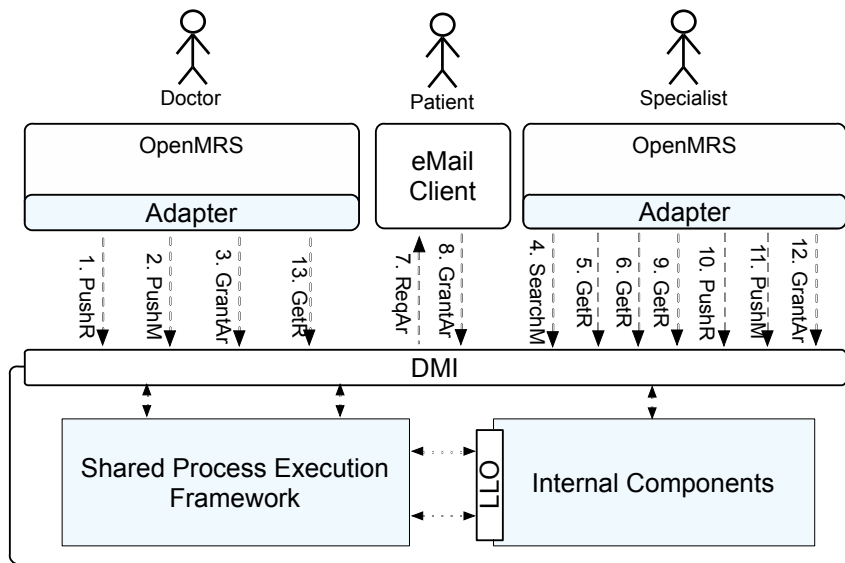 Doctor
Patient
Specialist
OpenMRS
eMail
Client
OpenMRS
Adapter
Adapter
1. PushR
2. PushM
3. GrantAr
13. GetR
7. ReqAr
8. GrantAr
4. SearchM
5. GetR
6. GetR
9. GetR
10. PushR
11. PushM
12. GrantAr
DMI
Shared Process Execution
Framework
LLO
Internal Components